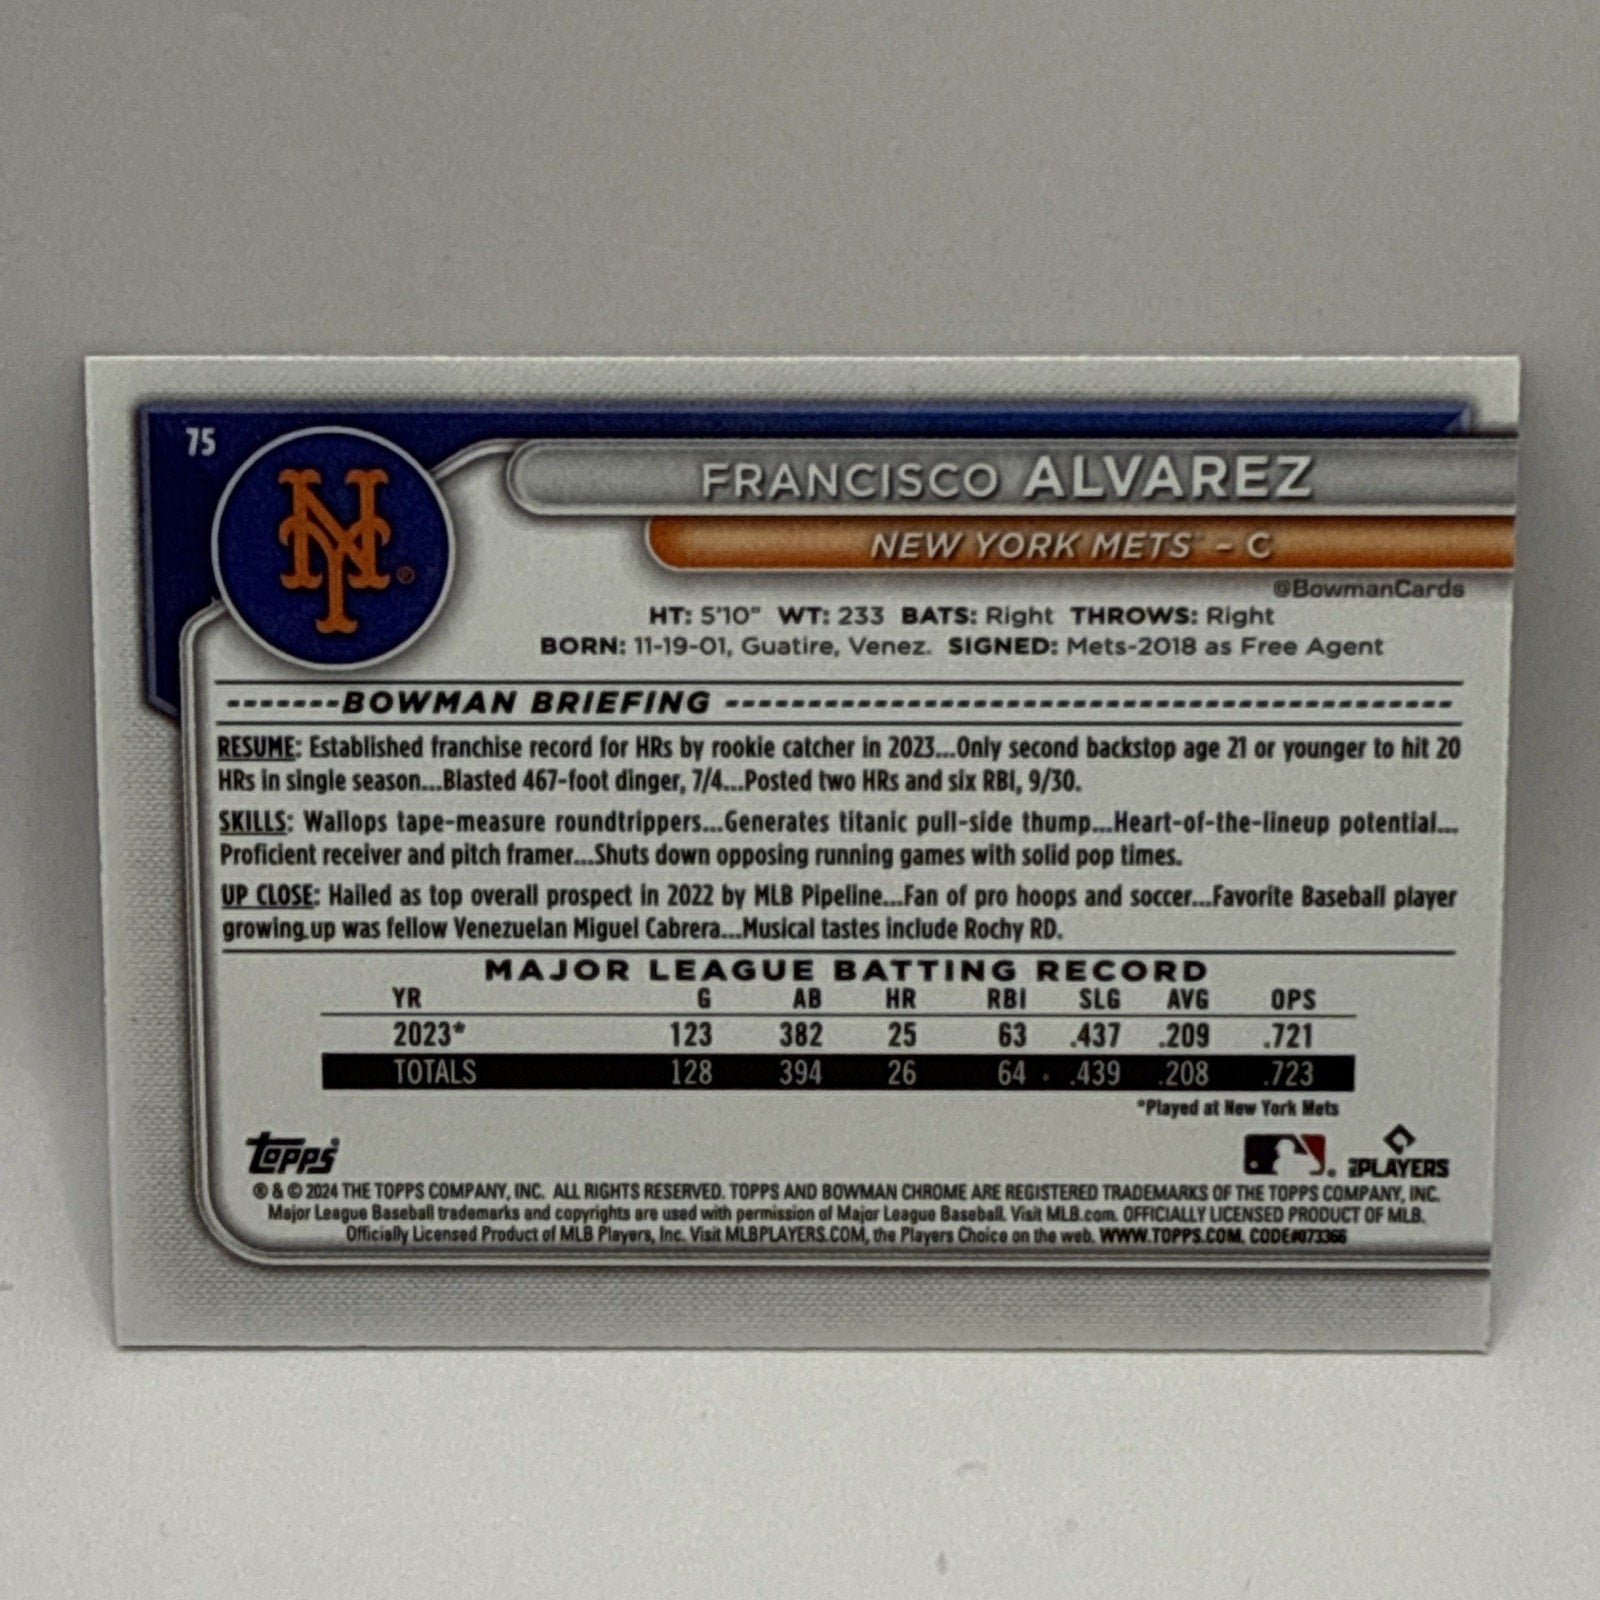 75
NY
FRANCISCO ALVAREZ
NEW YORK METS - C
@BowmanCards
HT: 5'10" WT: 233 BATS: Right THROWS: Right
BORN: 11-19-01, Guatire, Venez. SIGNED: Mets-2018 as Free Agent
BOWMAN BRIEFING
RESUME: Established franchise record for HRs by rookie catcher in 2023...Only second backstop age 21 or younger to hit 20
HRs in single season...Blasted 467-foot dinger, 7/4...Posted two HRs and six RBI, 9/30.
SKILLS: Wallops tape-measure roundtrippers...Generates titanic pull-side thump...Heart-of-the-lineup potential...
Proficient receiver and pitch framer...Shuts down opposing running games with solid pop times.
UP CLOSE: Hailed as top overall prospect in 2022 by MLB Pipeline...Fan of pro hoops and soccer...Favorite Baseball player
growing up was fellow Venezuelan Miguel Cabrera...Musical tastes include Rochy RD.
MAJOR LEAGUE BATTING RECORD
YR G AB HR RBI SLG AVG OPS
2023* 123 382 25 63 .437 .209 .721
TOTALS 128 394 26 64 .439 .208 .723
*Played at New York Mets
Topps
MLB PLAYERS
® & © 2024 THE TOPPS COMPANY, INC. ALL RIGHTS RESERVED. TOPPS AND BOWMAN CHROME ARE REGISTERED TRADEMARKS OF THE TOPPS COMPANY, INC.
Major League Baseball trademarks and copyrights are used with permission of Major League Baseball. Visit MLB.com. OFFICIALLY LICENSED PRODUCT OF MLB.
Officially Licensed Product of MLB Players, Inc. Visit MLBPLAYERS.COM, the Players Choice on the web. WWW.TOPPS.COM. CODE#073366